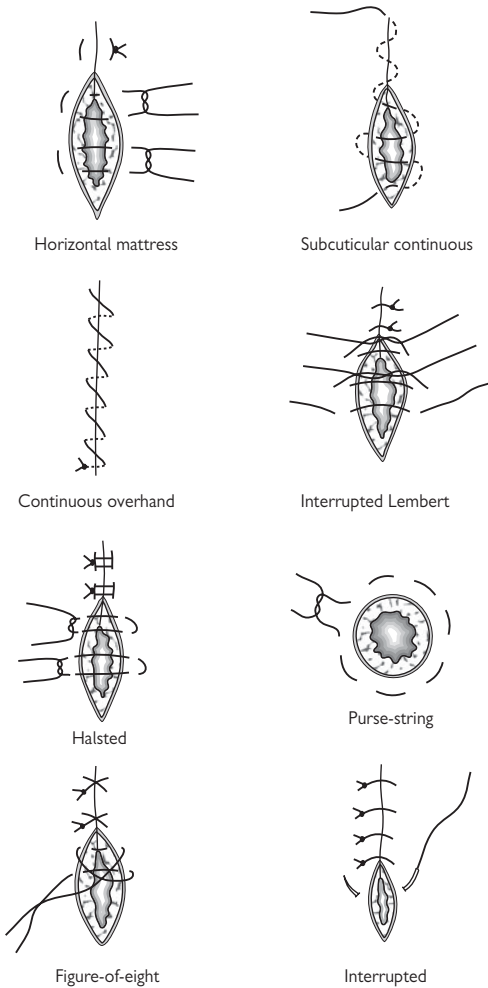 Horizontal mattress
Subcuticular continuous
Continuous overhand
Interrupted Lembert
Halsted
Purse-string
Figure-of-eight
Interrupted